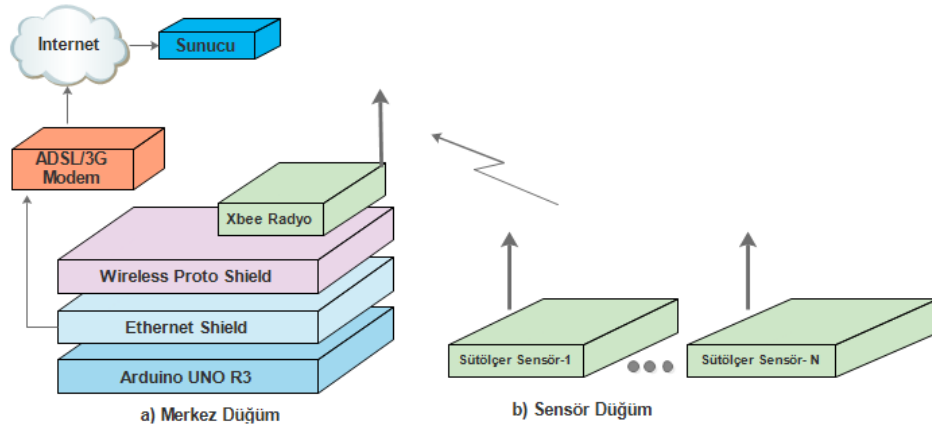 Internet
Sunucu
ADSL/3G
Modem
Xbee Radyo
Wireless Proto Shield
Ethernet Shield
Arduino UNO R3
a) Merkez Düğüm
Sütölçer Sensör-1
Sütölçer Sensör- N
b) Sensör Düğüm